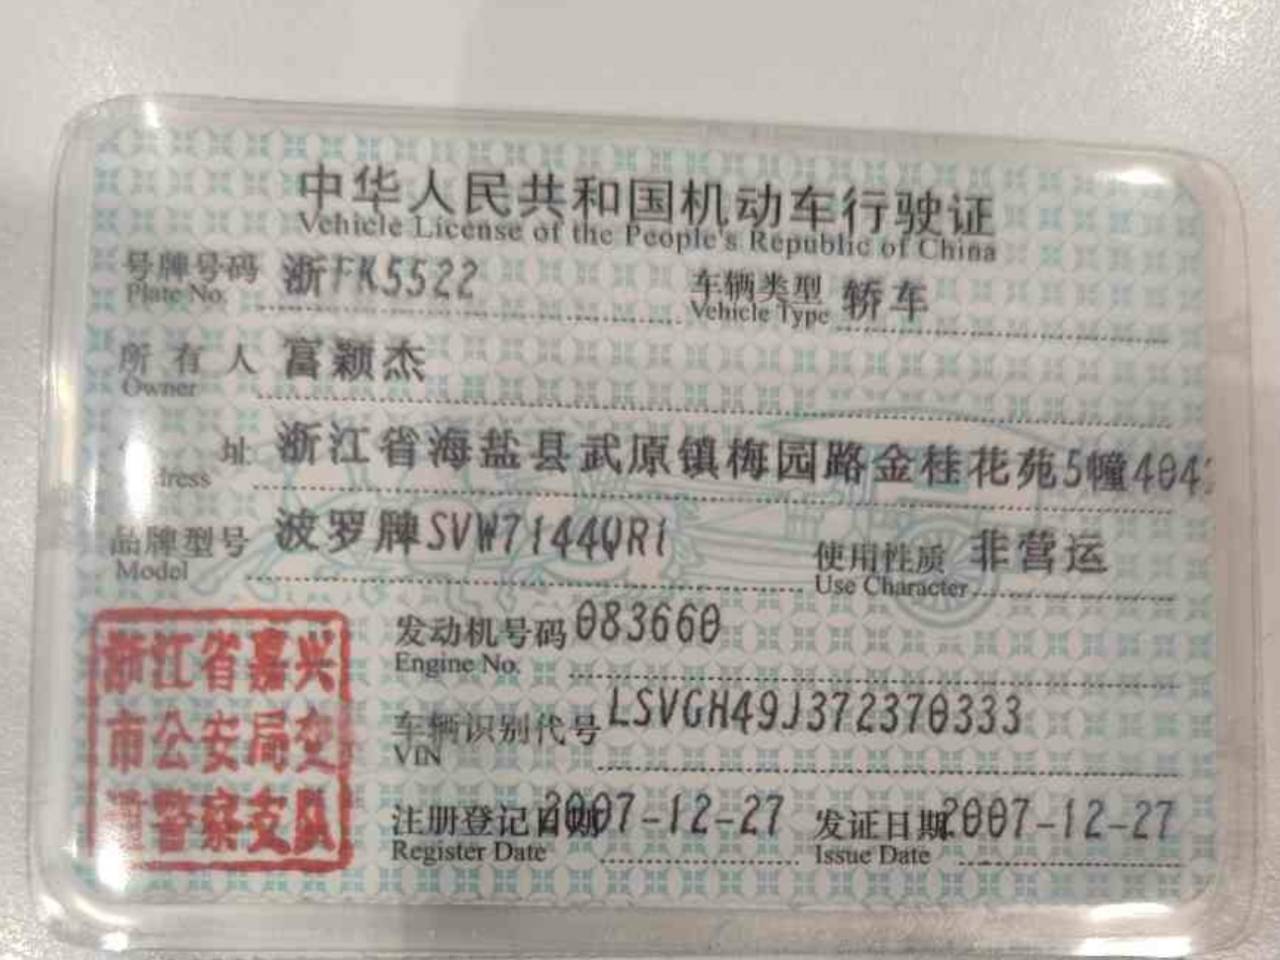 中华人民共和国机动车行驶证
Vehicle License of the People's Republic of China
号牌号码 浙FK5522 车辆类型 轿车
Plate No. Vehicle Type
所有人 富颖杰
Owner
址 浙江省海盐县武原镇梅园路金桂花苑5幢404
ress
品牌型号 波罗牌SVW7144QRi 使用性质 非营运
Model Use Character
发动机号码 083660
Engine No.
车辆识别代号 LSVGH49J372370333
VIN
注册登记日期 2007-12-27 发证日期 2007-12-27
Register Date Issue Date
浙江省嘉兴
市公安局交
通警察支队